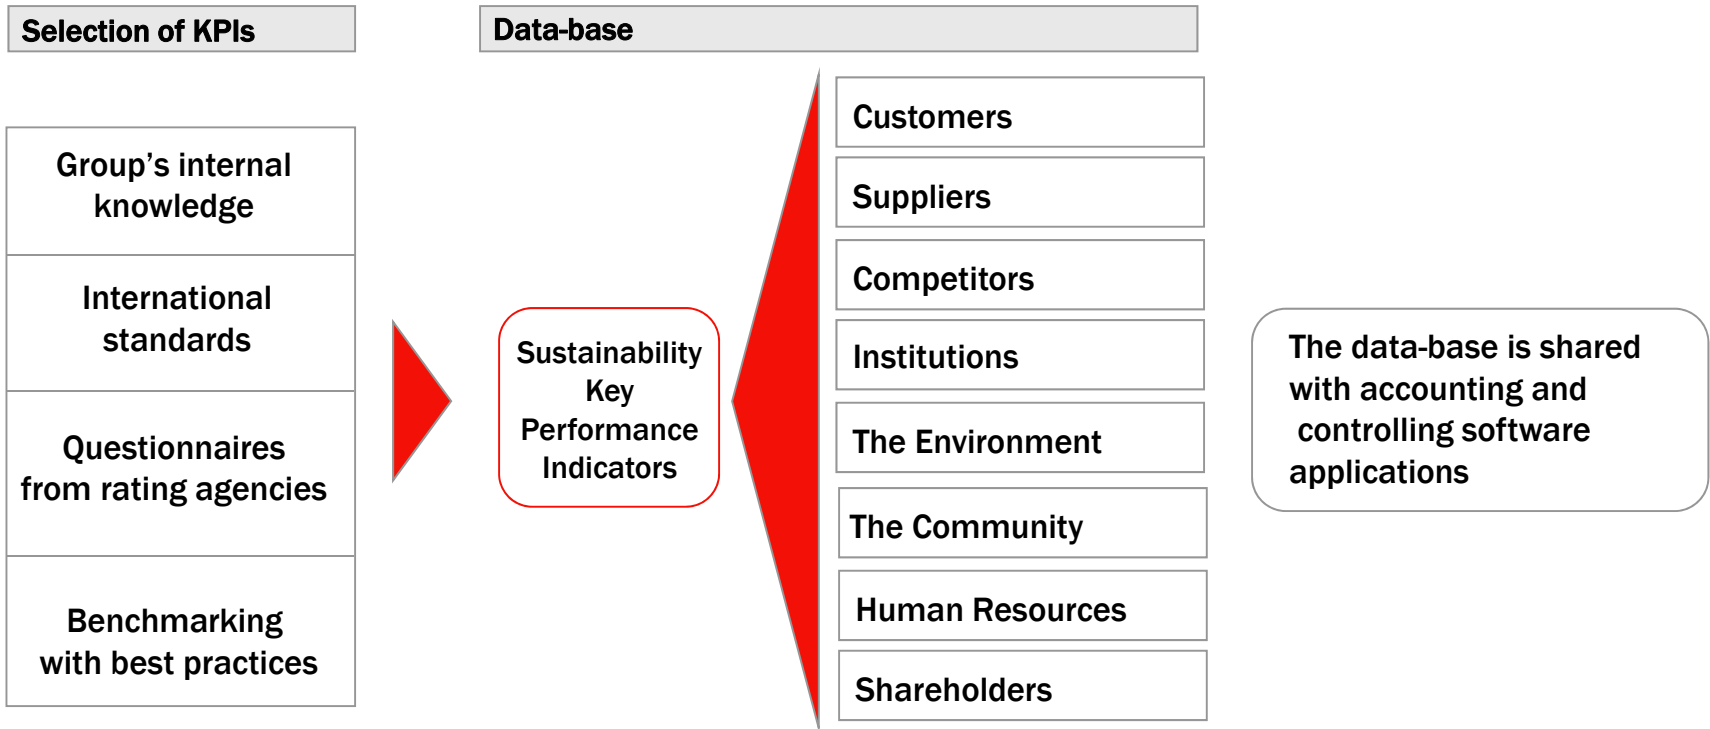 Selection of KPIs
Data-base
Group’s internal
knowledge
International
standards
Questionnaires
from rating agencies
Benchmarking
with best practices
Sustainability
Key
Performance
Indicators
Customers
Suppliers
Competitors
Institutions
The Environment
The Community
Human Resources
Shareholders
The data-base is shared
with accounting and
controlling software
applications